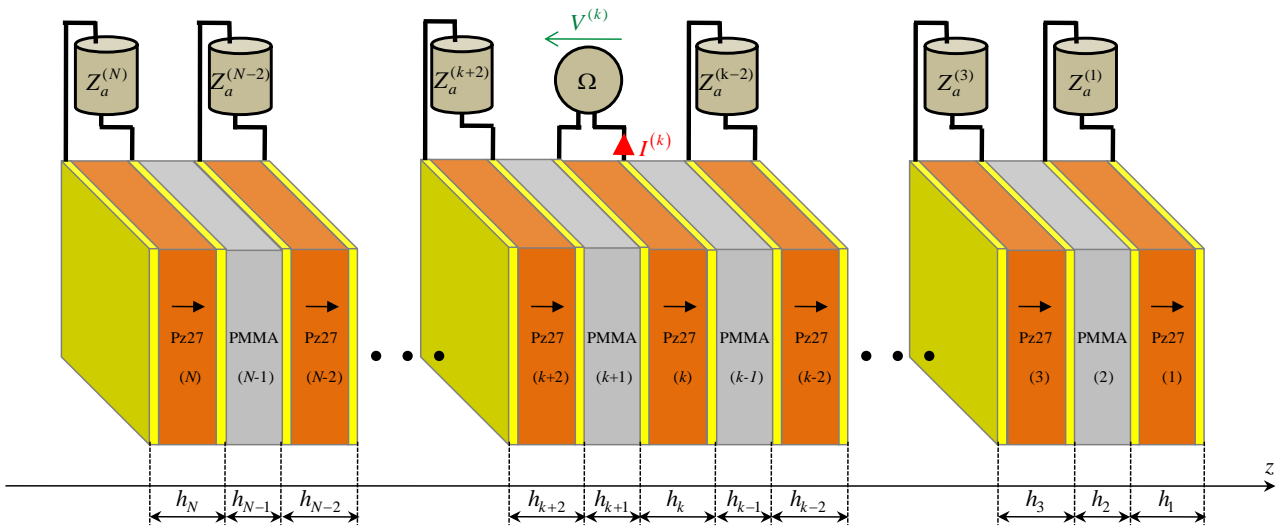 V^(k)
Z_a^(N) Z_a^(N−2) Z_a^(k+2) Ω Z_a^(k-2) Z_a^(3) Z_a^(1)
I^(k)
Pz27 PMMA Pz27 • • • Pz27 PMMA Pz27 PMMA Pz27 • • • Pz27 PMMA Pz27
(N) (N-1) (N-2) (k+2) (k+1) (k) (k-1) (k-2) (3) (2) (1)
z
h_N h_N−1 h_N−2 h_k+2 h_k+1 h_k h_k−1 h_k−2 h_3 h_2 h_1